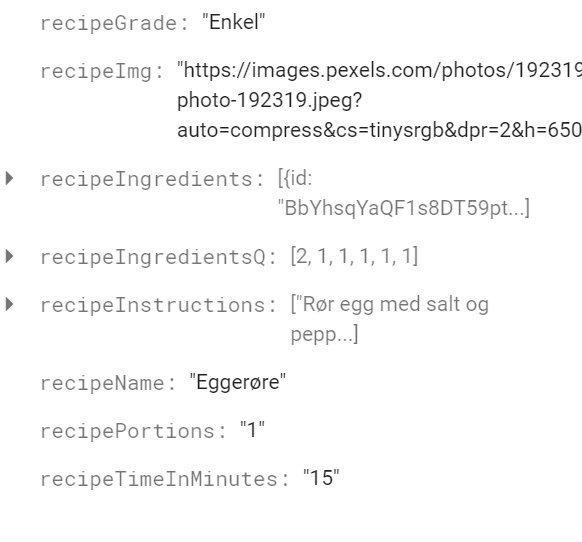 recipeGrade: "Enkel"
recipeImg: "https://images.pexels.com/photos/192319
photo-192319.jpeg?
auto=compress&cs=tinysrgb&dpr=2&h=650
recipeIngredients: [{id:
"BbYhsqYaQF1s8DT59pt...]
recipeIngredientsQ: [2, 1, 1, 1, 1, 1]
recipeInstructions: ["Rør egg med salt og
pepp...]
recipeName: "Eggerøre"
recipePortions: "1"
recipeTimeInMinutes: "15"